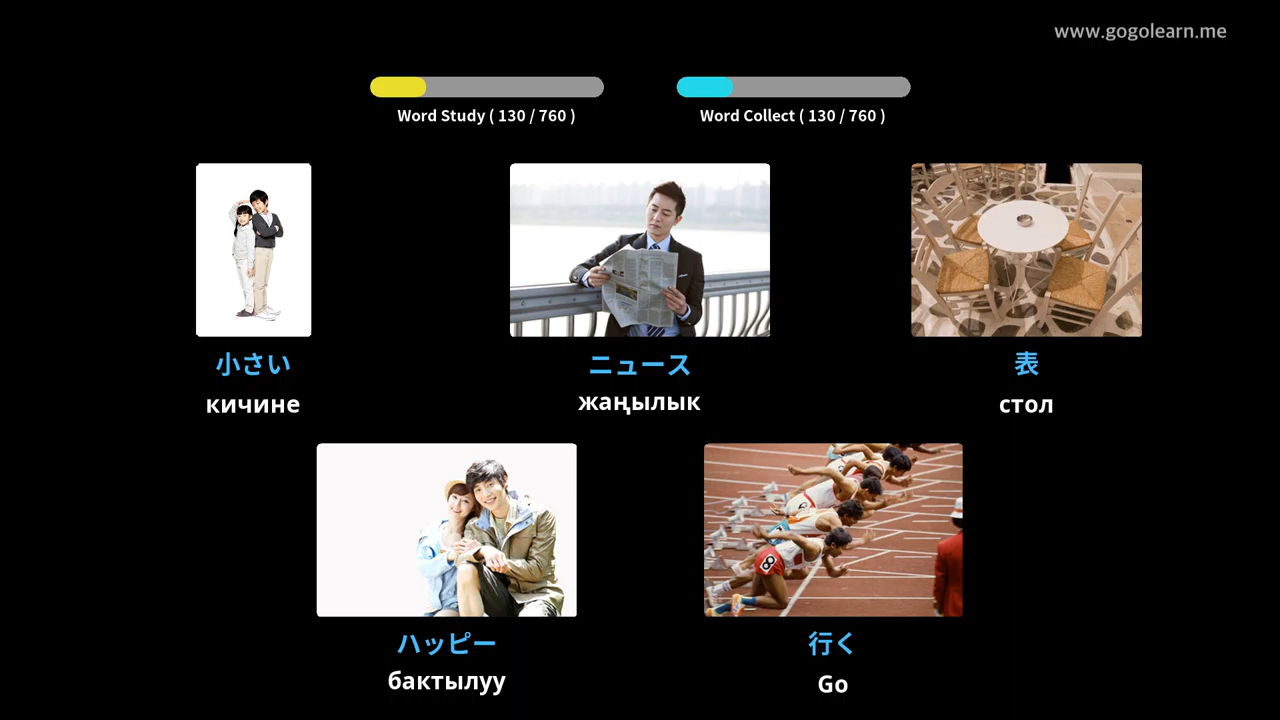 www.gogolearn.me
Word Study ( 130 / 760 )
Word Collect ( 130 / 760 )
小さい
кичине
ニュース
жаңылык
表
стол
ハッピー
бактылуу
行く
Go